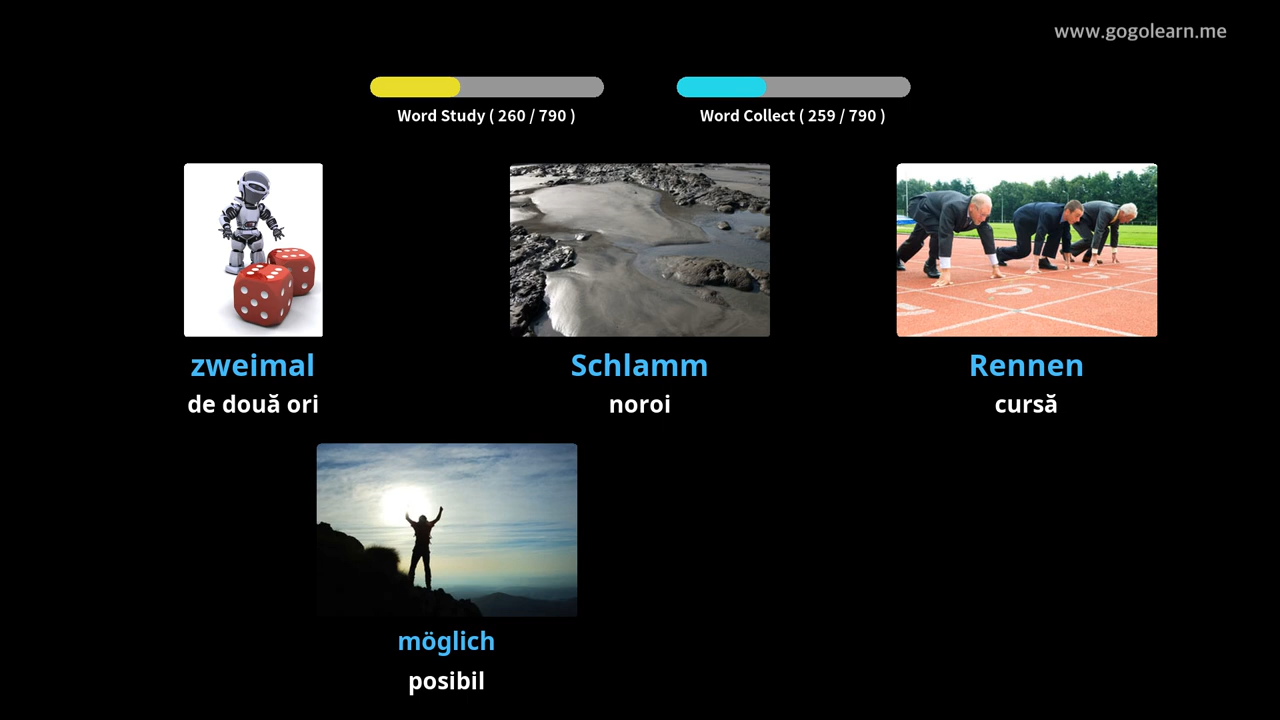 www.gogolearn.me
Word Study ( 260 / 790 )
Word Collect ( 259 / 790 )
zweimal
de două ori
Schlamm
noroi
Rennen
cursă
möglich
posibil